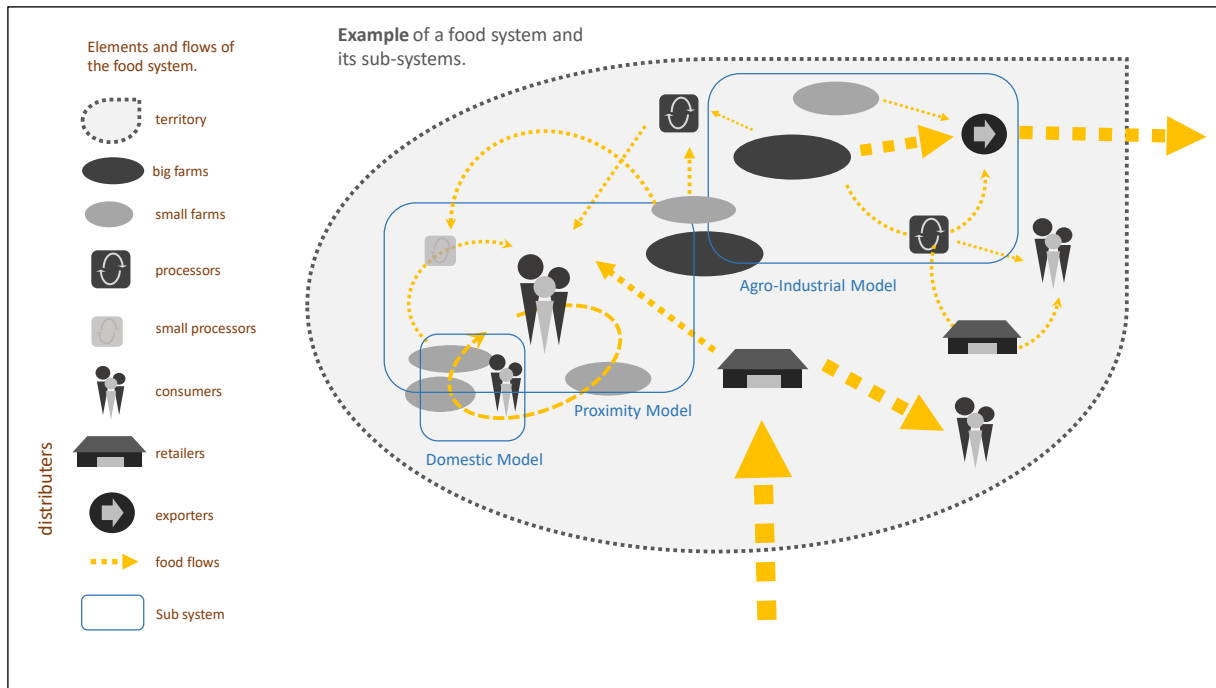 Elements and flows of
the food system.
territory
big farms
small farms
processors
small processors
consumers
distributers
retailers
exporters
food flows
Sub system
Example of a food system and
its sub-systems.
Agro-Industrial Model
Proximity Model
Domestic Model